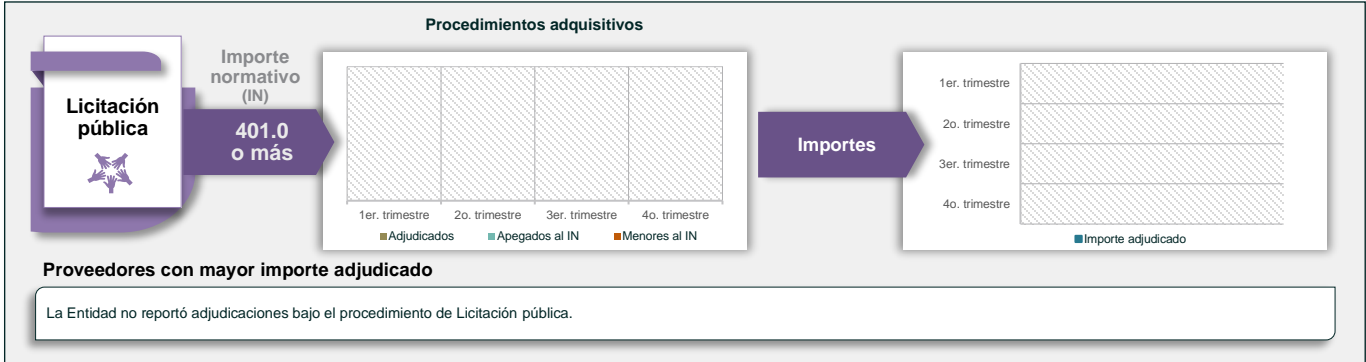 Procedimientos adquisitivos
Licitación
pública
Importe
normativo
(IN)
401.0
o más
1er. trimestre
2o. trimestre
3er. trimestre
4o. trimestre
Adjudicados
Apegados al IN
Menores al IN
Importes
1er. trimestre
2o. trimestre
3er. trimestre
4o. trimestre
Importe adjudicado
Proveedores con mayor importe adjudicado
La Entidad no reportó adjudicaciones bajo el procedimiento de Licitación pública.